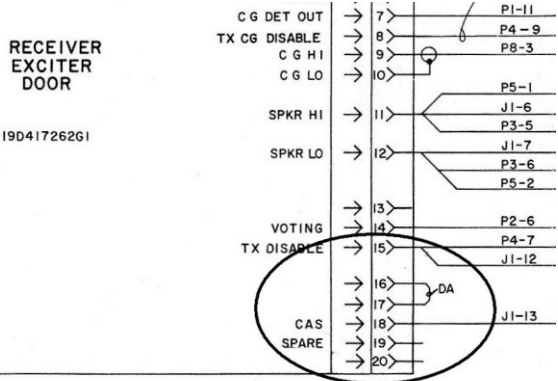 CG DET OUT 7 P1-11
TX CG DISABLE 8 P4-9
CG HI 9 P8-3
CG LO 10
RECEIVER
EXCITER
DOOR
19D417262G1
P5-1
SPKR HI 11 J1-6
P3-5
SPKR LO 12 J1-7
P3-6
P5-2
13
VOTING 14 P2-6
TX DISABLE 15 P4-7
J1-12
16
DA
17
CAS 18 J1-13
SPARE 19
20